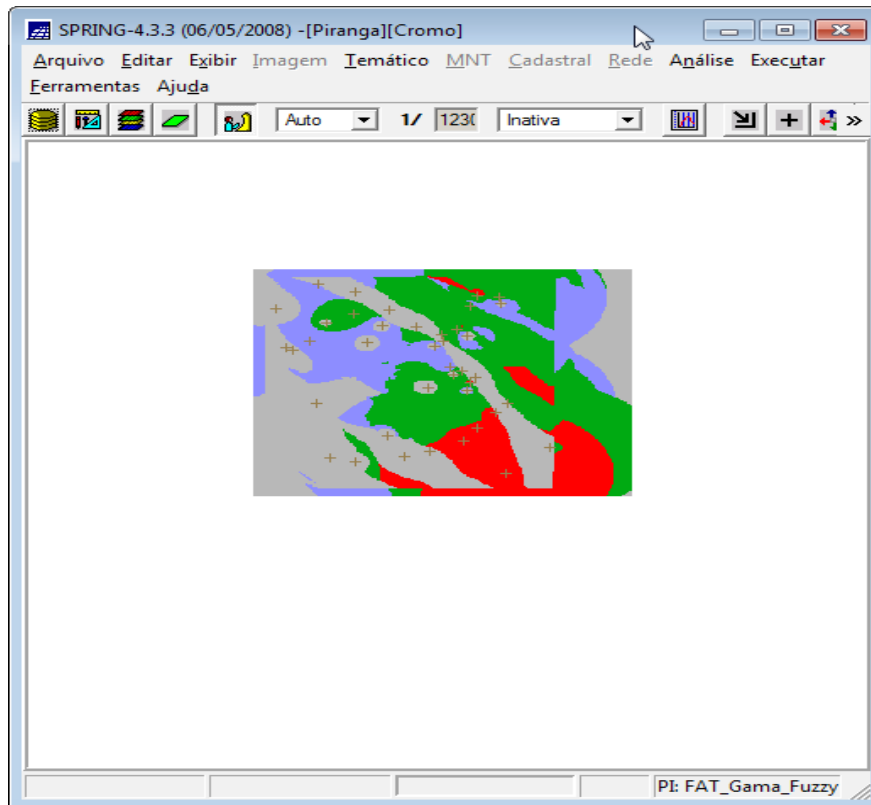 SPRING-4.3.3 (06/05/2008) -[Piranga][Cromo]
Arquivo Editar Exibir Imagem Temático MNT Cadastral Rede Análise Executar
Ferramentas Ajuda
Auto 1/ 123( Inativa »
PI: FAT_Gama_Fuzzy